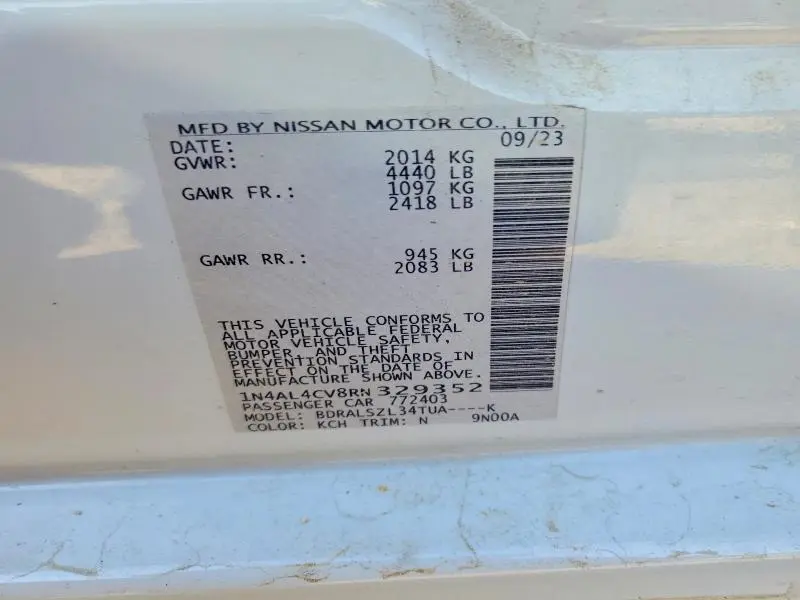 MFD BY NISSAN MOTOR CO., LTD.
DATE: 09/23
GVWR: 2014 KG
4440 LB
GAWR FR.: 1097 KG
2418 LB
GAWR RR.: 945 KG
2083 LB
THIS VEHICLE CONFORMS TO
ALL APPLICABLE FEDERAL
MOTOR VEHICLE SAFETY,
BUMPER, AND THEFT
PREVENTION STANDARDS IN
EFFECT ON THE DATE OF
MANUFACTURE SHOWN ABOVE.
1N4AL4CV8RN329352
PASSENGER CAR 772403
MODEL: BDRALSZL34TUA----K
COLOR: KCH TRIM: N 9N00A